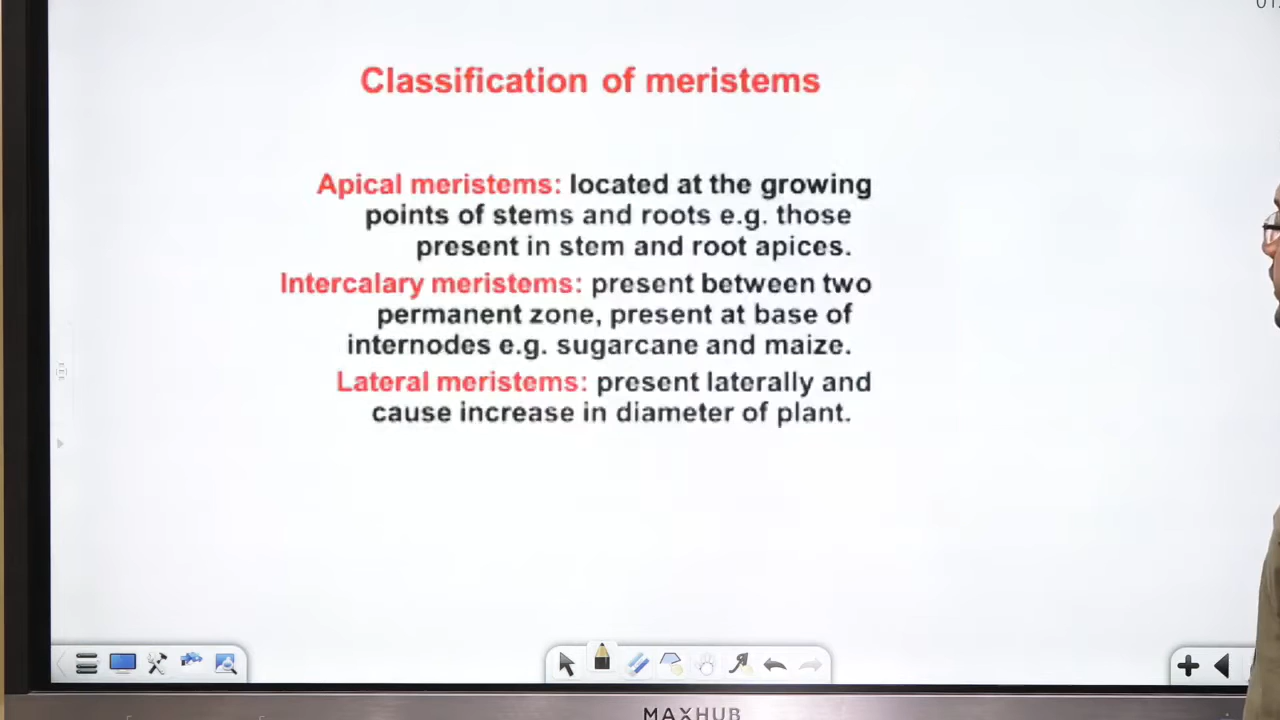 Classification of meristems
Apical meristems: located at the growing
points of stems and roots e.g. those
present in stem and root apices.
Intercalary meristems: present between two
permanent zone, present at base of
internodes e.g. sugarcane and maize.
Lateral meristems: present laterally and
cause increase in diameter of plant.
MAXHUB